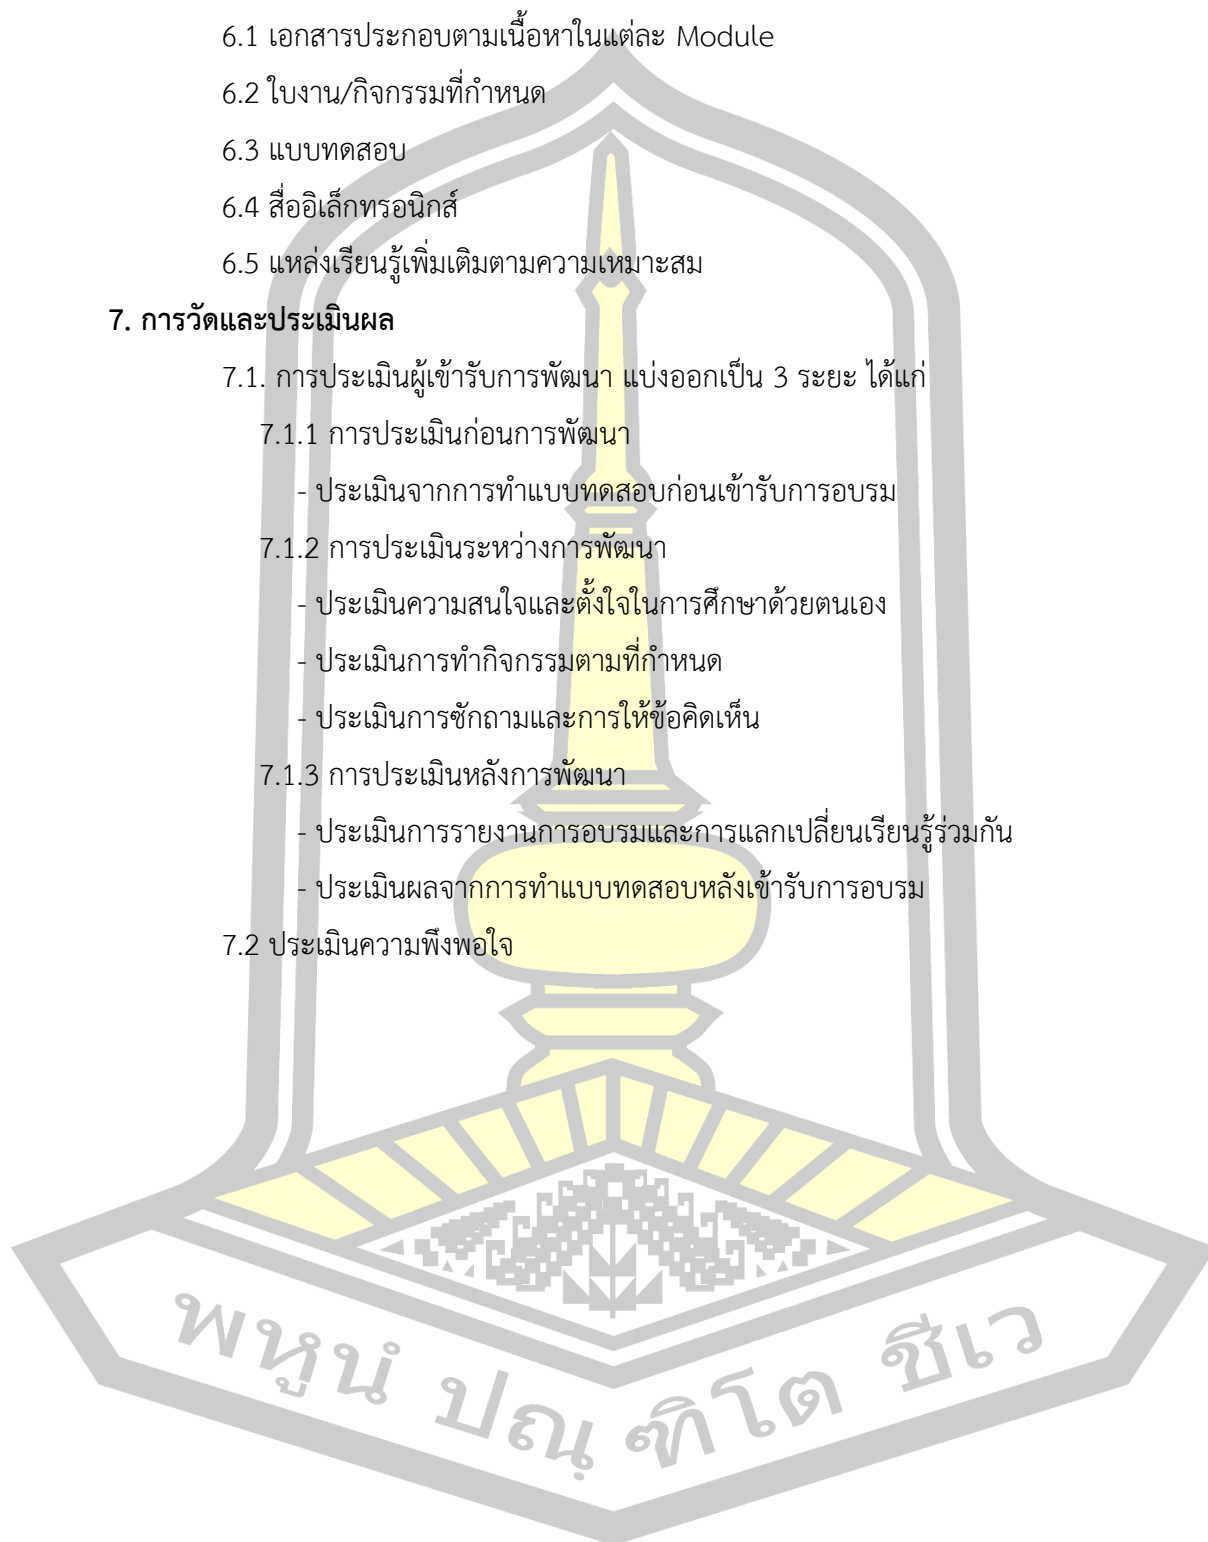 6.1 เอกสารประกอบตามเนื้อหาในแต่ละ Module
6.2 ใบงาน/กิจกรรมที่กำหนด
6.3 แบบทดสอบ
6.4 สื่ออิเล็กทรอนิกส์
6.5 แหล่งเรียนรู้เพิ่มเติมตามความเหมาะสม
7. การวัดและประเมินผล
7.1. การประเมินผู้เข้ารับการพัฒนา แบ่งออกเป็น 3 ระยะ ได้แก่
7.1.1 การประเมินก่อนการพัฒนา
- ประเมินจากการทำแบบทดสอบก่อนเข้ารับการอบรม
7.1.2 การประเมินระหว่างการพัฒนา
- ประเมินความสนใจและตั้งใจในการศึกษาด้วยตนเอง
- ประเมินการทำกิจกรรมตามที่กำหนด
- ประเมินการซักถามและการให้ข้อคิดเห็น
7.1.3 การประเมินหลังการพัฒนา
- ประเมินการรายงานการอบรมและการแลกเปลี่ยนเรียนรู้ร่วมกัน
- ประเมินผลจากการทำแบบทดสอบหลังเข้ารับการอบรม
7.2 ประเมินความพึงพอใจ
พหูนํ ปณฺฑิโต ชีเว